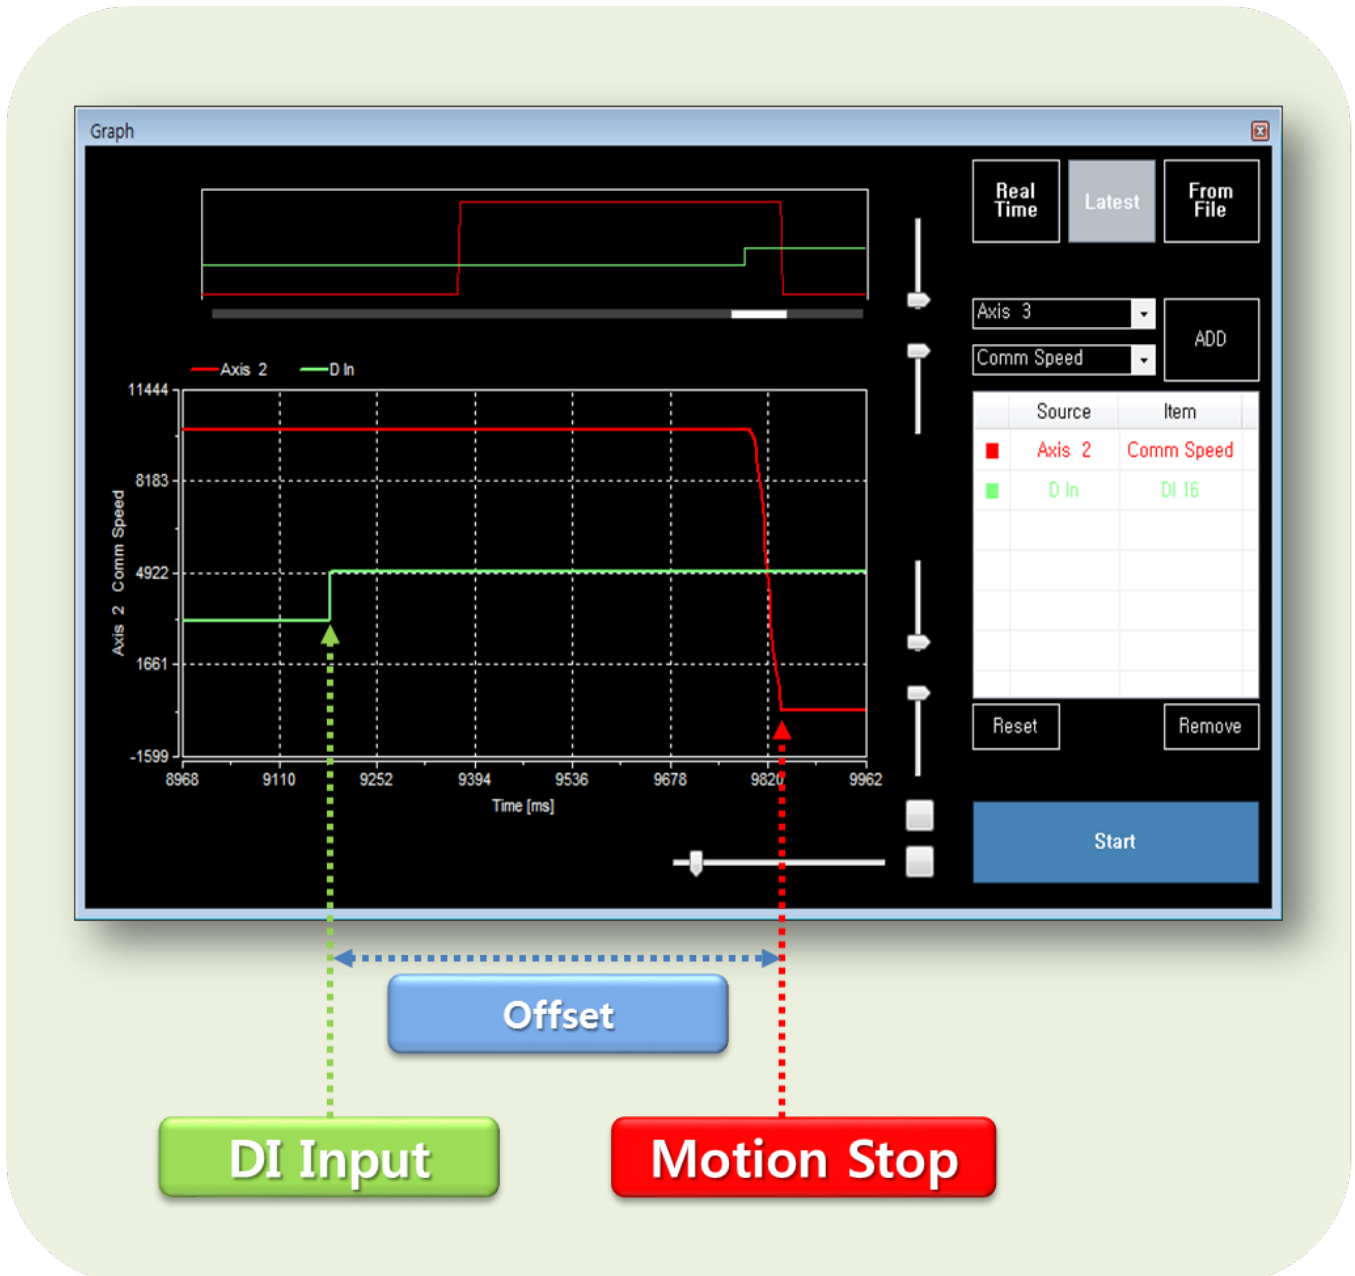 Graph
Real
Time
Latest
From
File
Axis 3
Comm Speed
ADD
Source Item
Axis 2 Comm Speed
D In DI 16
Reset
Remove
Start
Axis 2 D In
11444
8183
4922
1661
-1599
Axis 2 Comm Speed
8968 9110 9252 9394 9536 9678 9820 9962
Time [ms]
Offset
DI Input
Motion Stop